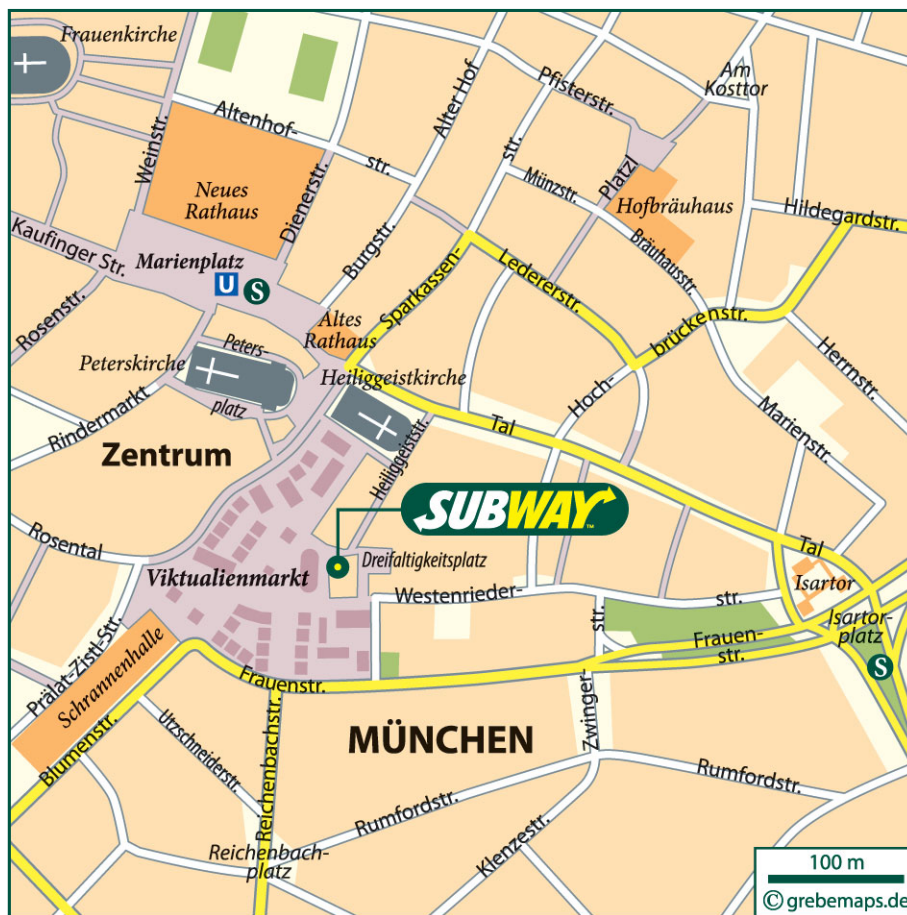 Frauenkirche
Weinstr.
Altenhof-
str.
Alter Hof
Pfisterstr.
Am
Kosttor
Neues
Rathaus
Dienerstr.
str.
Münzstr.
Platzl
Hofbräuhaus
Hildegardstr.
Kaufinger Str.
Marienplatz
U
S
Burgstr.
Sparkassen-
Ledererstr.
Bräuhausstr.
Rosenstr.
Altes
Rathaus
brückenstr.
Hoch-
Herrnstr.
Peterskirche
Peters-
platz
Heiliggeistkirche
Rindermarkt
Zentrum
Tal
Marienstr.
Heiliggeiststr.
SUBWAY
TM
Rosental
Viktualienmarkt
Dreifaltigkeitsplatz
Tal
Isartor
Westenrieder-
str.
str.
Isartor-
platz
S
Frauen-
str.
Prälat-Zistl-Str.
Schrannenhalle
Frauenstr.
Zwinger-
Blumenstr.
Utzschneiderstr.
Reichenbachstr.
MÜNCHEN
Rumfordstr.
Rumfordstr.
Klenzestr.
Reichenbach-
platz
100 m
© grebemaps.de